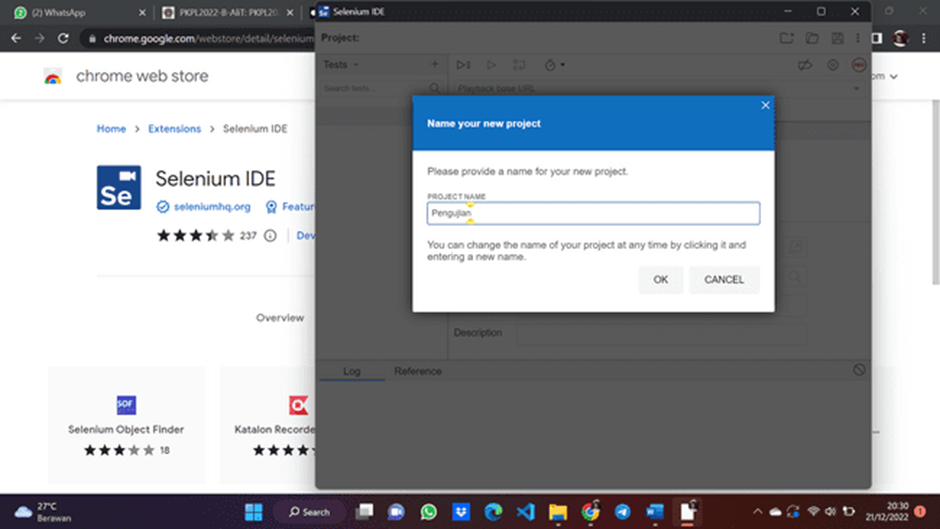 (2) WhatsApp
PKPL2022-B-AliT: PKPL20
Selenium IDE
chrome.google.com/webstore/detail/selenium
Project:
chrome web store
Tests
Search tests...
Playback base URL
Home > Extensions > Selenium IDE
Name your new project
Please provide a name for your new project.
PROJECT NAME
Pengujian
You can change the name of your project at any time by clicking it and
entering a new name.
OK CANCEL
Se
Selenium IDE
seleniumhq.org Featur
237 Dev
Overview
Description
Log Reference
SOF
Selenium Object Finder
18
Katalon Recorde
27°C
Berawan
Search
20:30
21/12/2022
1